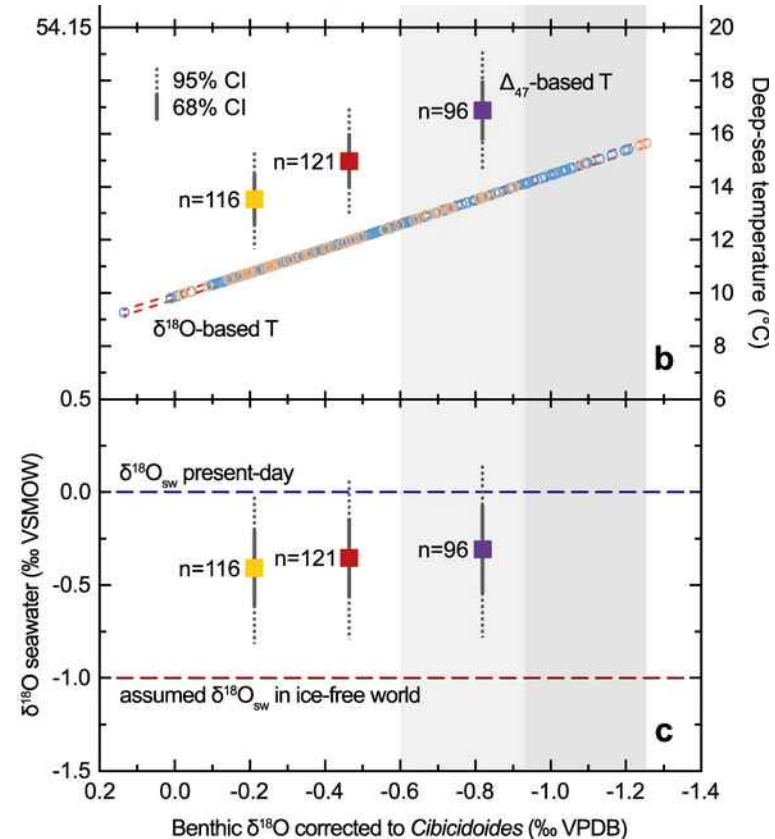 54.15
20
95% CI
68% CI
Δ₄₇-based T
18
n=96
n=121
16
n=116
14
12
10
δ¹⁸O-based T
8
b
0.5
6
Deep-sea temperature (°C)
δ¹⁸Osw present-day
0.0
n=116
n=121
n=96
-0.5
-1.0
assumed δ¹⁸Osw in ice-free world
c
-1.5
δ¹⁸O seawater (‰ VSMOW)
0.2 0.0 -0.2 -0.4 -0.6 -0.8 -1.0 -1.2 -1.4
Benthic δ¹⁸O corrected to Cibicidoides (‰ VPDB)